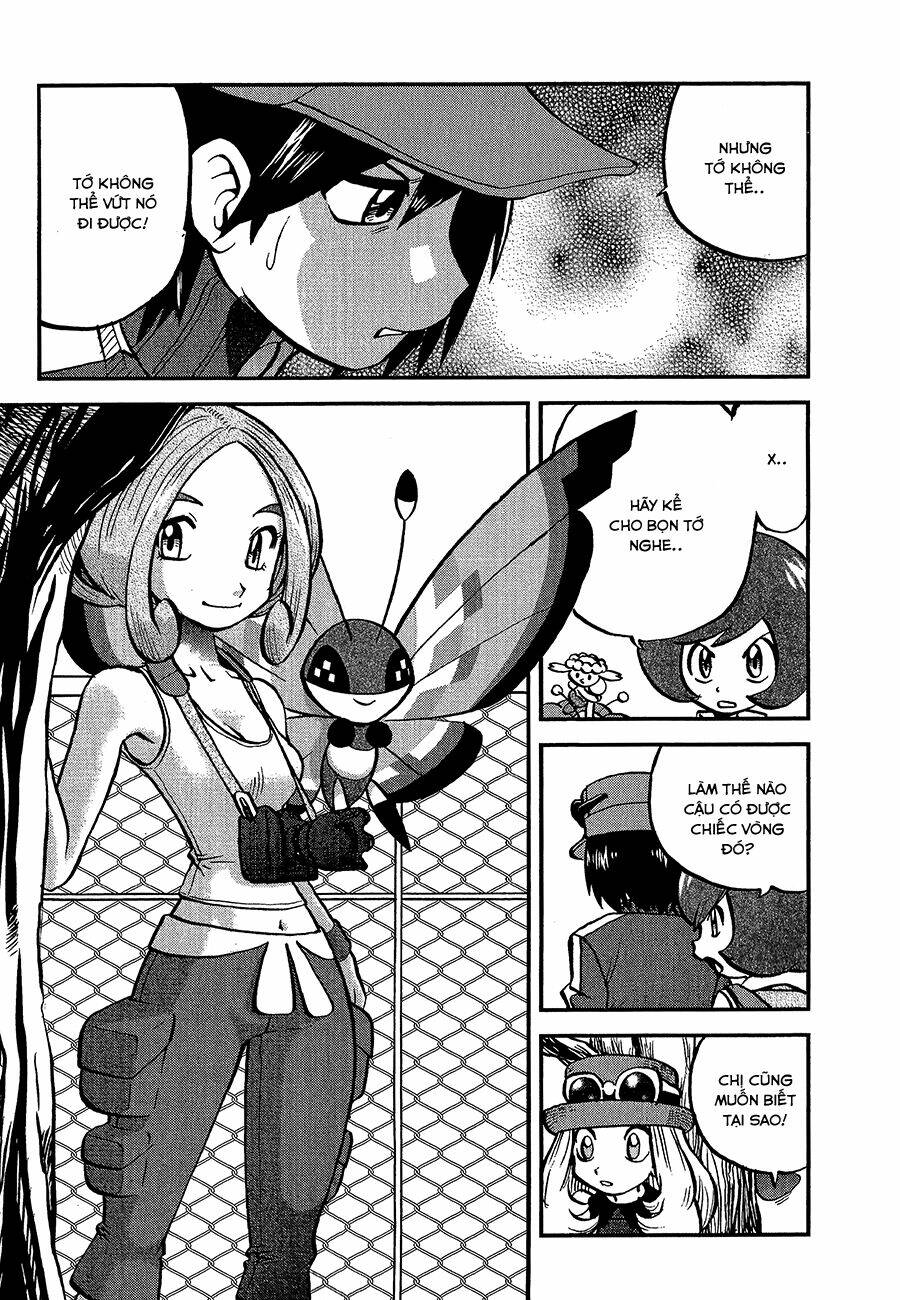 NHƯNG
TỚ KHÔNG
THỂ..
TỚ KHÔNG
THỂ VỨT NÓ
ĐI ĐƯỢC!
X..
HÃY KỂ
CHO BỌN TỚ
NGHE..
LÀM THẾ NÀO
CẬU CÓ ĐƯỢC
CHIẾC VÒNG
ĐÓ?
CHỊ CŨNG
MUỐN BIẾT
TẠI SAO!